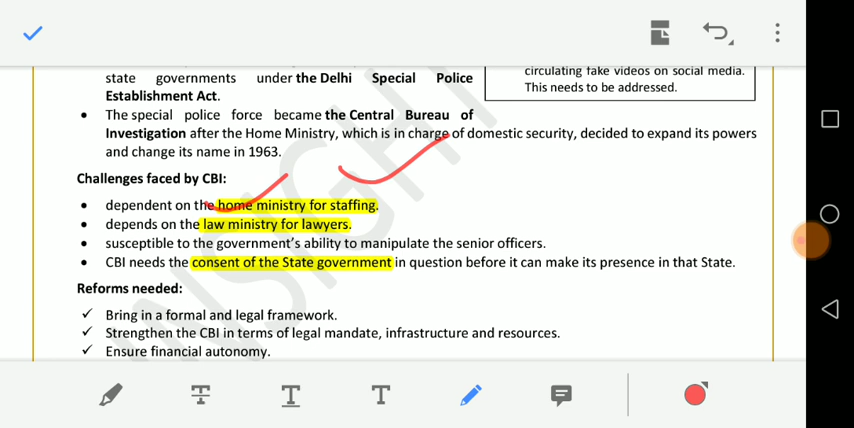 circulating fake videos on social media.
state governments under the Delhi Special Police
This needs to be addressed.
Establishment Act.
• The special police force became the Central Bureau of
Investigation after the Home Ministry, which is in charge of domestic security, decided to expand its powers
and change its name in 1963.
Challenges faced by CBI:
• dependent on the home ministry for staffing.
• depends on the law ministry for lawyers.
• susceptible to the government's ability to manipulate the senior officers.
• CBI needs the consent of the State government in question before it can make its presence in that State.
Reforms needed:
✓ Bring in a formal and legal framework.
✓ Strengthen the CBI in terms of legal mandate, infrastructure and resources.
✓ Ensure financial autonomy.
T
T
T